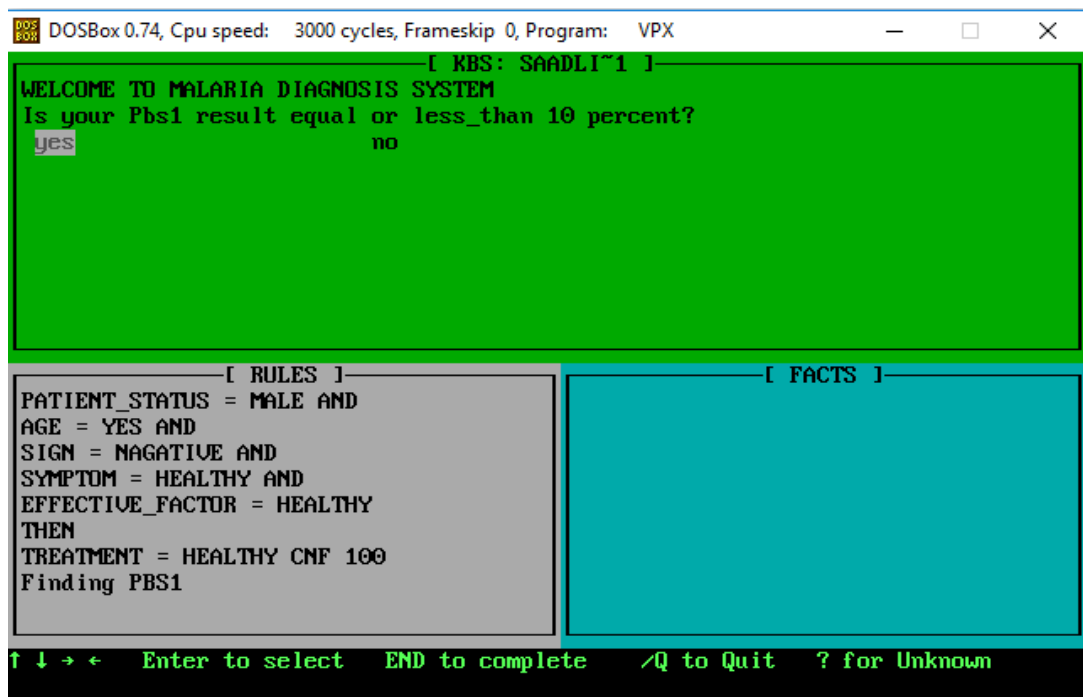 DOS BOX DOSBox 0.74, Cpu speed: 3000 cycles, Frameskip 0, Program: VPX
[ KBS: SAADLI~1 ]
WELCOME TO MALARIA DIAGNOSIS SYSTEM
Is your Pbs1 result equal or less_than 10 percent?
yes no
[ RULES ]
PATIENT_STATUS = MALE AND
AGE = YES AND
SIGN = NAGATIVE AND
SYMPTOM = HEALTHY AND
EFFECTIVE_FACTOR = HEALTHY
THEN
TREATMENT = HEALTHY CNF 100
Finding PBS1
[ FACTS ]
↑ ↓ → ← Enter to select END to complete /Q to Quit ? for Unknown